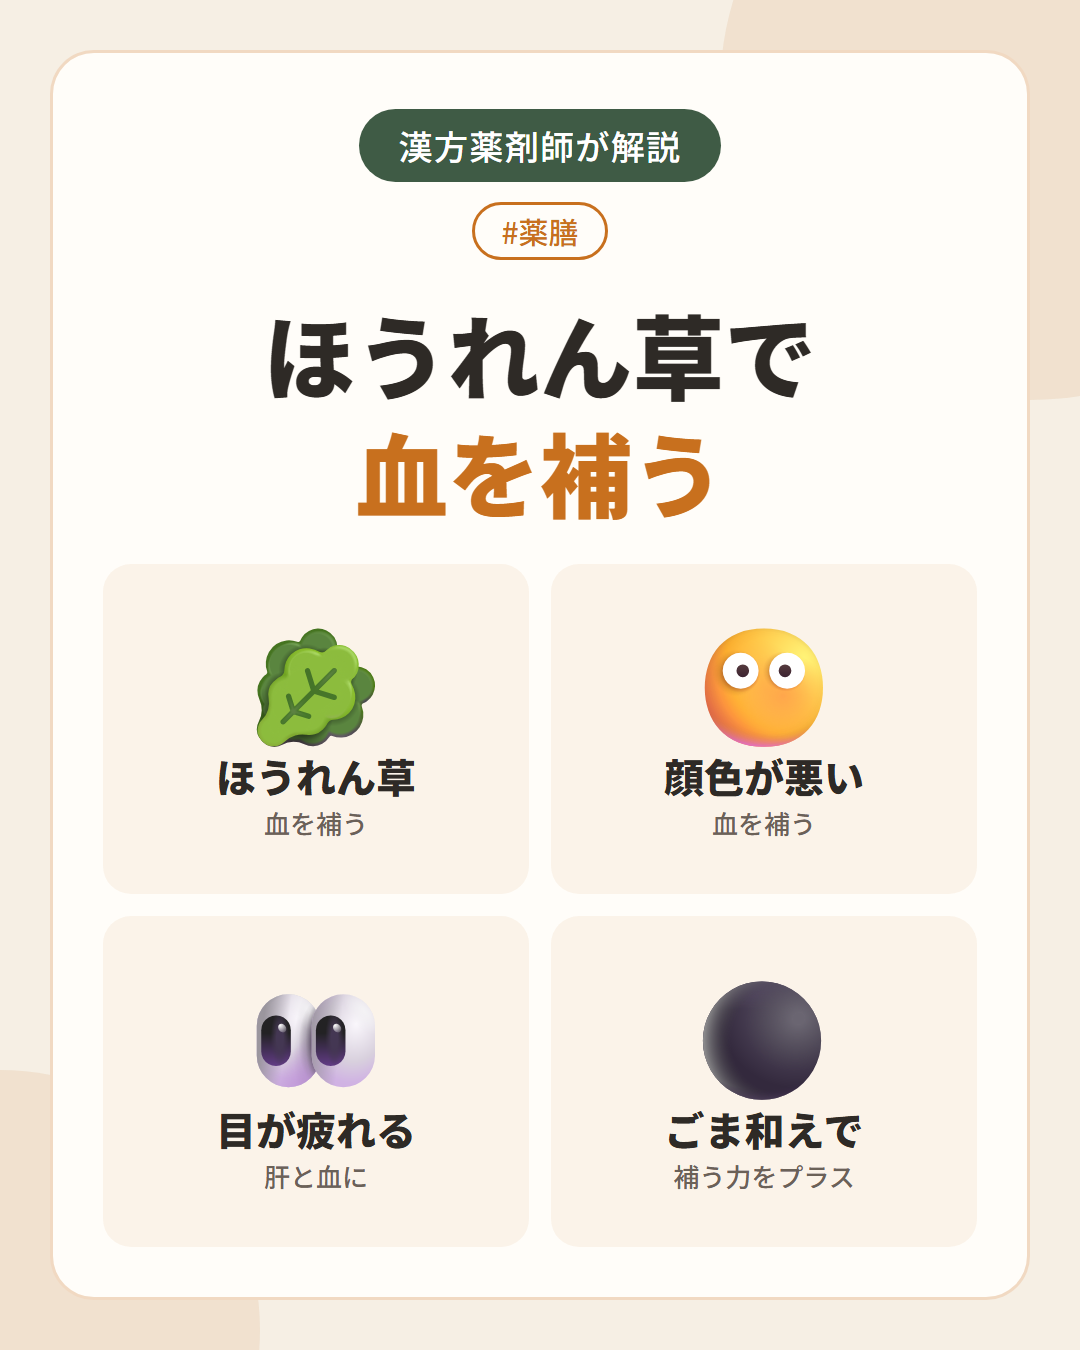 漢方薬剤師が解説
#薬膳
ほうれん草で
血を補う
ほうれん草
血を補う
顔色が悪い
血を補う
目が疲れる
肝と血に
ごま和えで
補う力をプラス